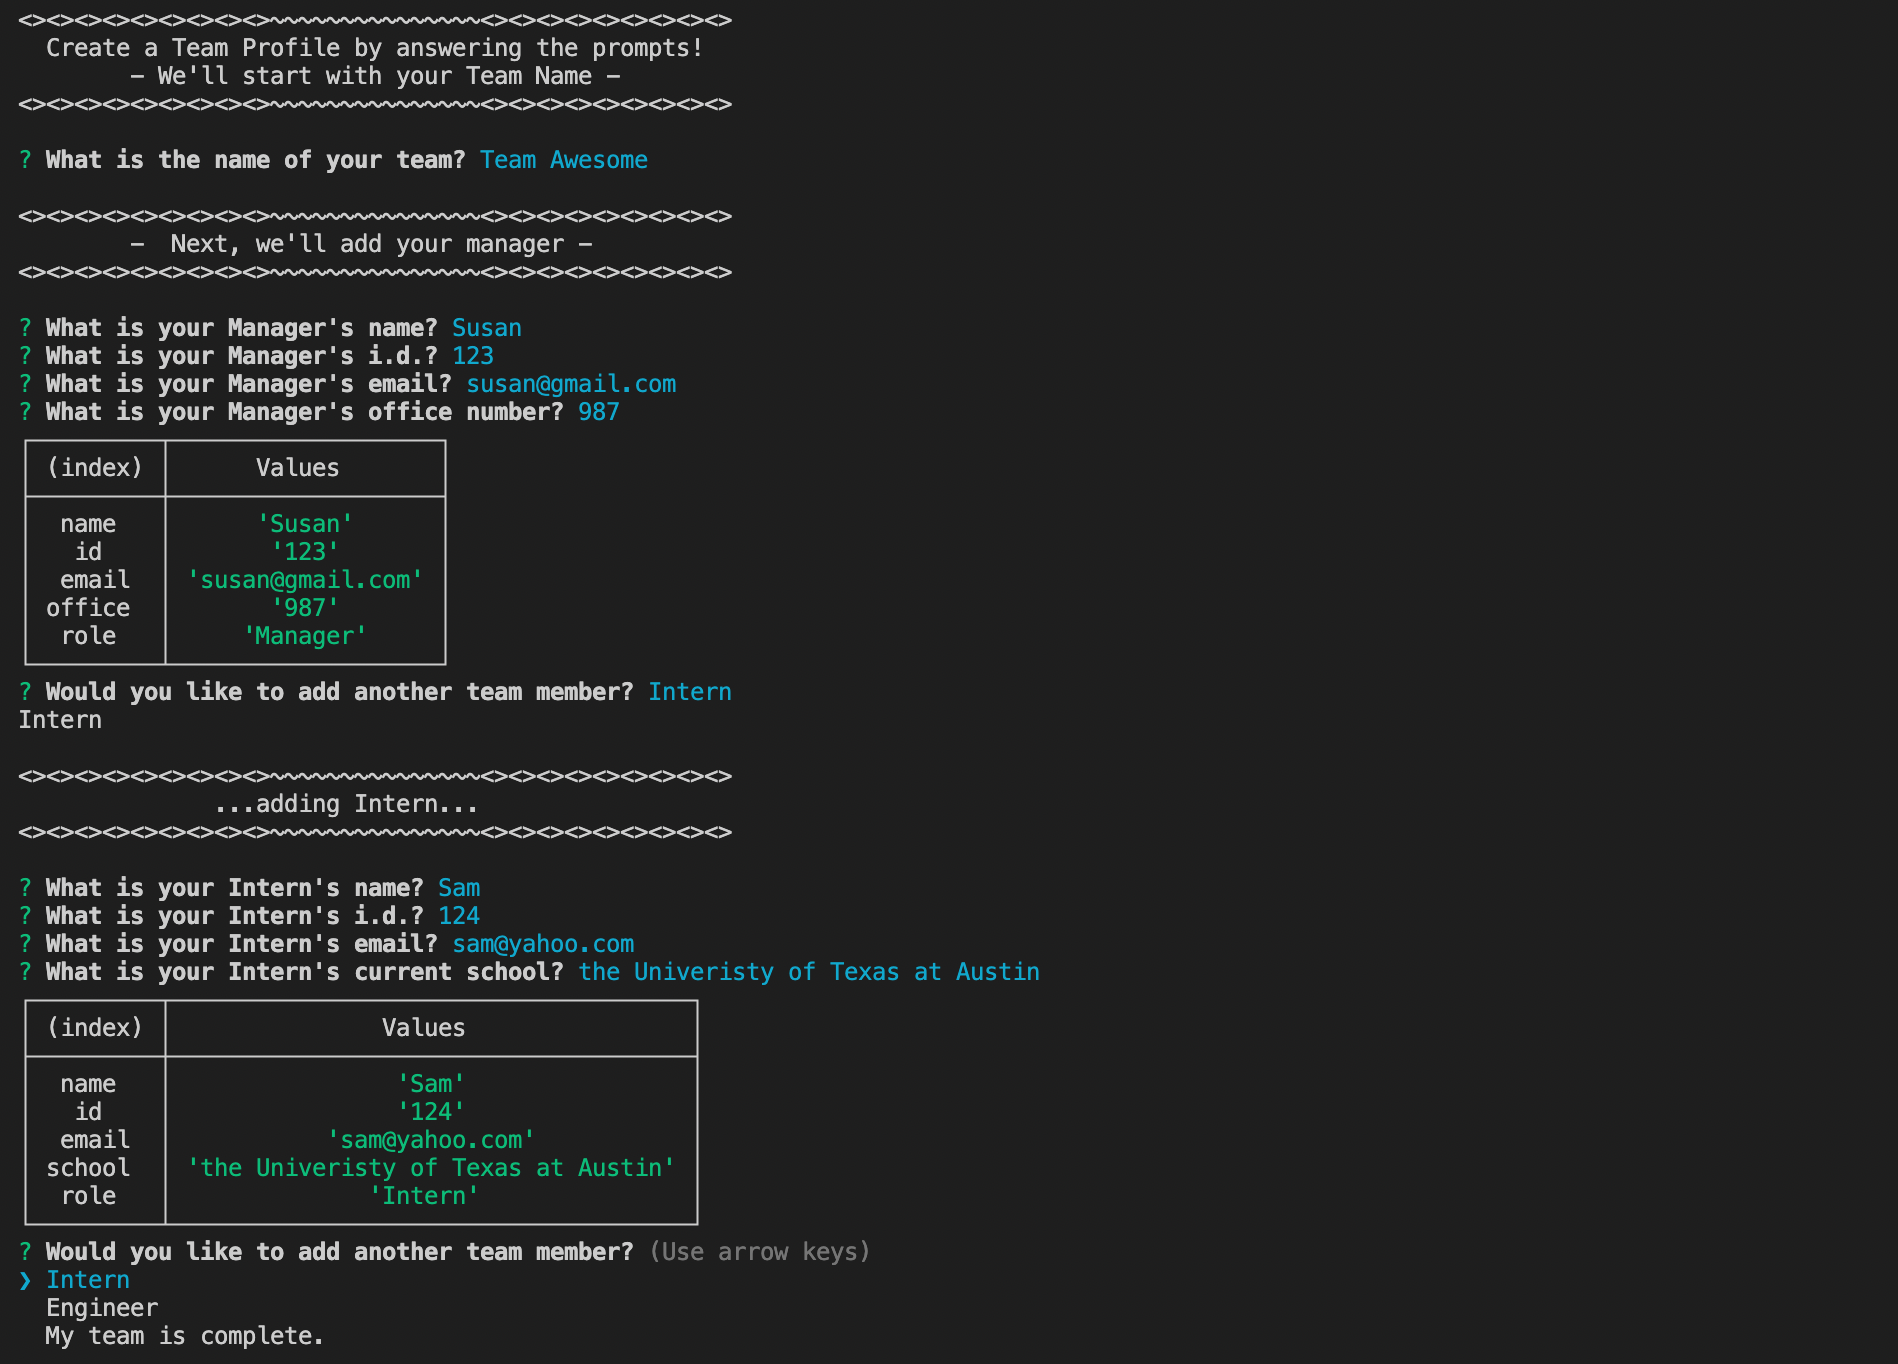 <><><><><><><><><>~~~~~~~~~~~~~~~<><><><><><><><><>
Create a Team Profile by answering the prompts!
– We'll start with your Team Name –
<><><><><><><><><>~~~~~~~~~~~~~~~<><><><><><><><><>
? What is the name of your team? Team Awesome
<><><><><><><><><>~~~~~~~~~~~~~~~<><><><><><><><><>
–  Next, we'll add your manager –
<><><><><><><><><>~~~~~~~~~~~~~~~<><><><><><><><><>
? What is your Manager's name? Susan
? What is your Manager's i.d.? 123
? What is your Manager's email? susan@gmail.com
? What is your Manager's office number? 987
(index) Values
name 'Susan'
id '123'
email 'susan@gmail.com'
office '987'
role 'Manager'
? Would you like to add another team member? Intern
Intern
<><><><><><><><><>~~~~~~~~~~~~~~~<><><><><><><><><>
...adding Intern...
<><><><><><><><><>~~~~~~~~~~~~~~~<><><><><><><><><>
? What is your Intern's name? Sam
? What is your Intern's i.d.? 124
? What is your Intern's email? sam@yahoo.com
? What is your Intern's current school? the Univeristy of Texas at Austin
(index) Values
name 'Sam'
id '124'
email 'sam@yahoo.com'
school 'the Univeristy of Texas at Austin'
role 'Intern'
? Would you like to add another team member? (Use arrow keys)
❯ Intern
Engineer
My team is complete.